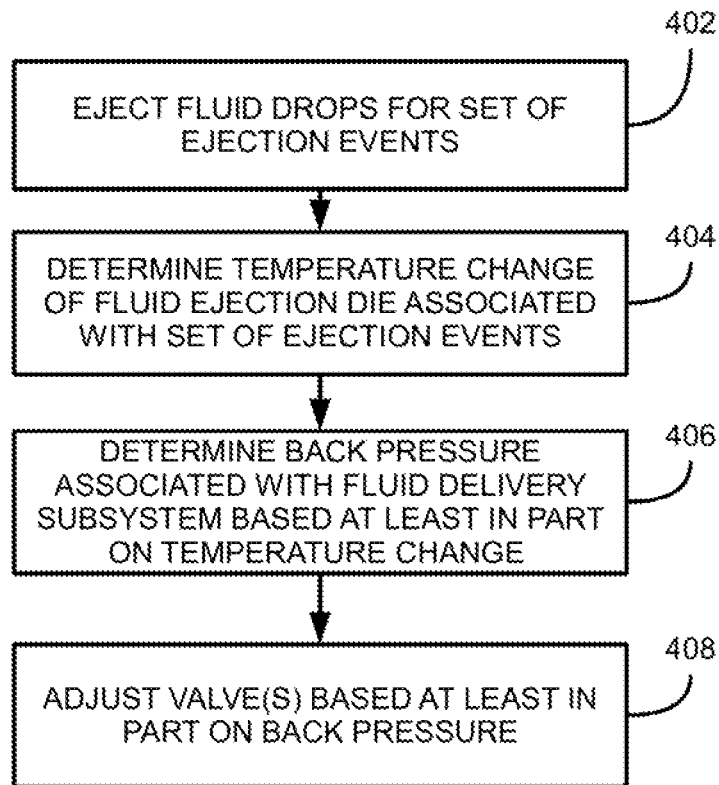 402
EJECT FLUID DROPS FOR SET OF
EJECTION EVENTS
404
DETERMINE TEMPERATURE CHANGE
OF FLUID EJECTION DIE ASSOCIATED
WITH SET OF EJECTION EVENTS
406
DETERMINE BACK PRESSURE
ASSOCIATED WITH FLUID DELIVERY
SUBSYSTEM BASED AT LEAST IN PART
ON TEMPERATURE CHANGE
408
ADJUST VALVE(S) BASED AT LEAST IN
PART ON BACK PRESSURE